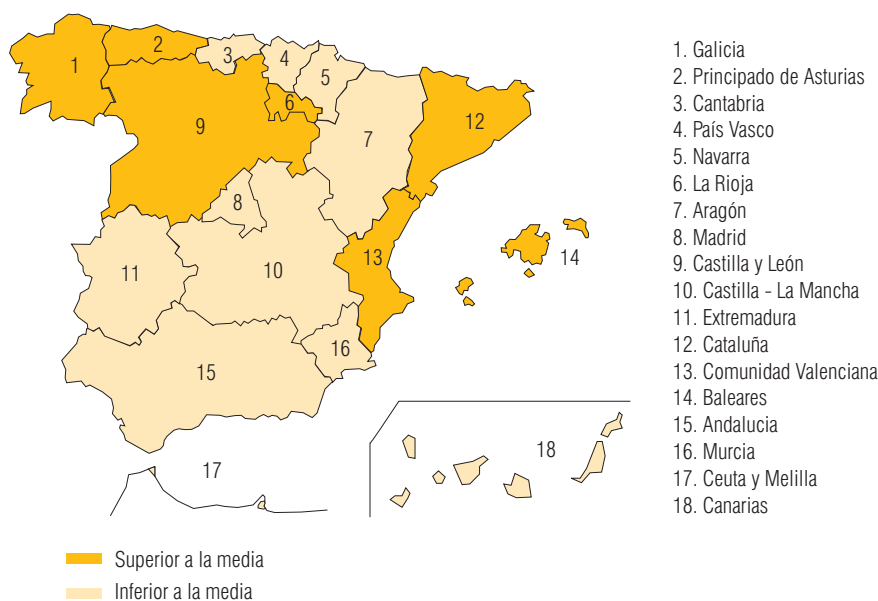 1
2
3
4
5
6
7
8
9
10
11
12
13
14
15
16
17
18
1. Galicia
2. Principado de Asturias
3. Cantabria
4. País Vasco
5. Navarra
6. La Rioja
7. Aragón
8. Madrid
9. Castilla y León
10. Castilla - La Mancha
11. Extremadura
12. Cataluña
13. Comunidad Valenciana
14. Baleares
15. Andalucia
16. Murcia
17. Ceuta y Melilla
18. Canarias
Superior a la media
Inferior a la media